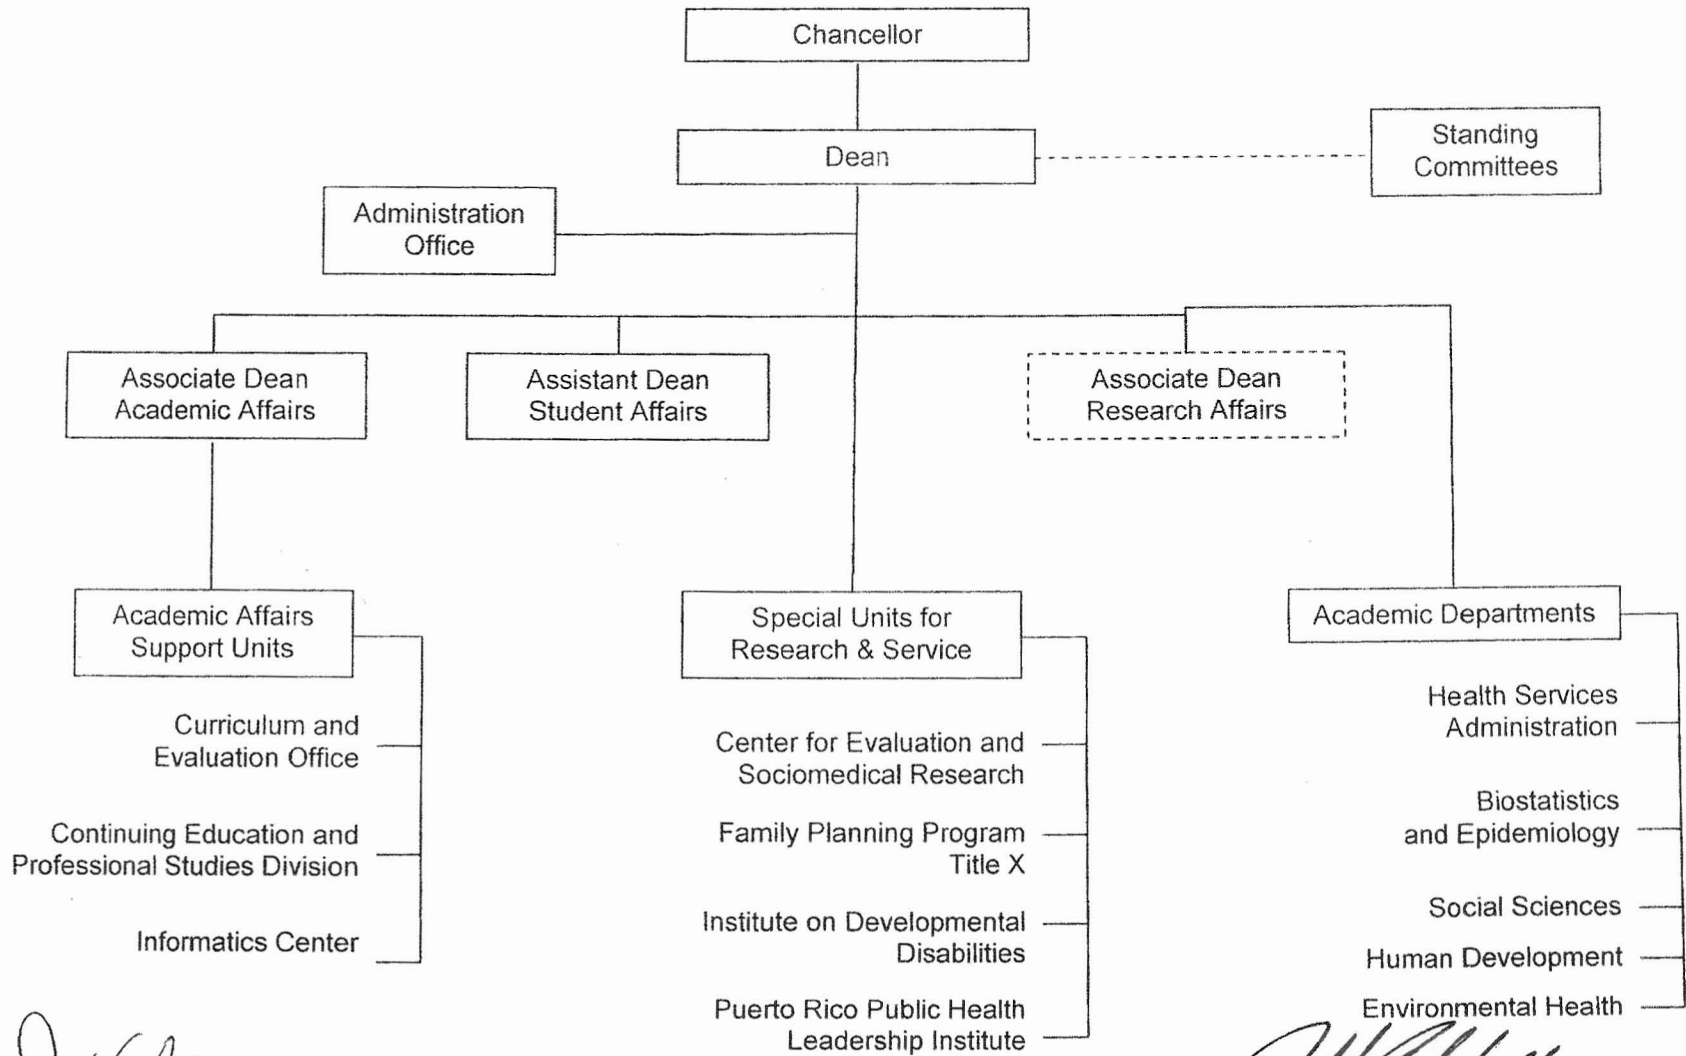 Chancellor
Dean
Standing
Committees
Administration
Office
Associate Dean
Academic Affairs
Assistant Dean
Student Affairs
Associate Dean
Research Affairs
Academic Affairs
Support Units
Curriculum and
Evaluation Office
Continuing Education and
Professional Studies Division
Informatics Center
Special Units for
Research & Service
Center for Evaluation and
Sociomedical Research
Family Planning Program
Title X
Institute on Developmental
Disabilities
Puerto Rico Public Health
Leadership Institute
Academic Departments
Health Services
Administration
Biostatistics
and Epidemiology
Social Sciences
Human Development
Environmental Health